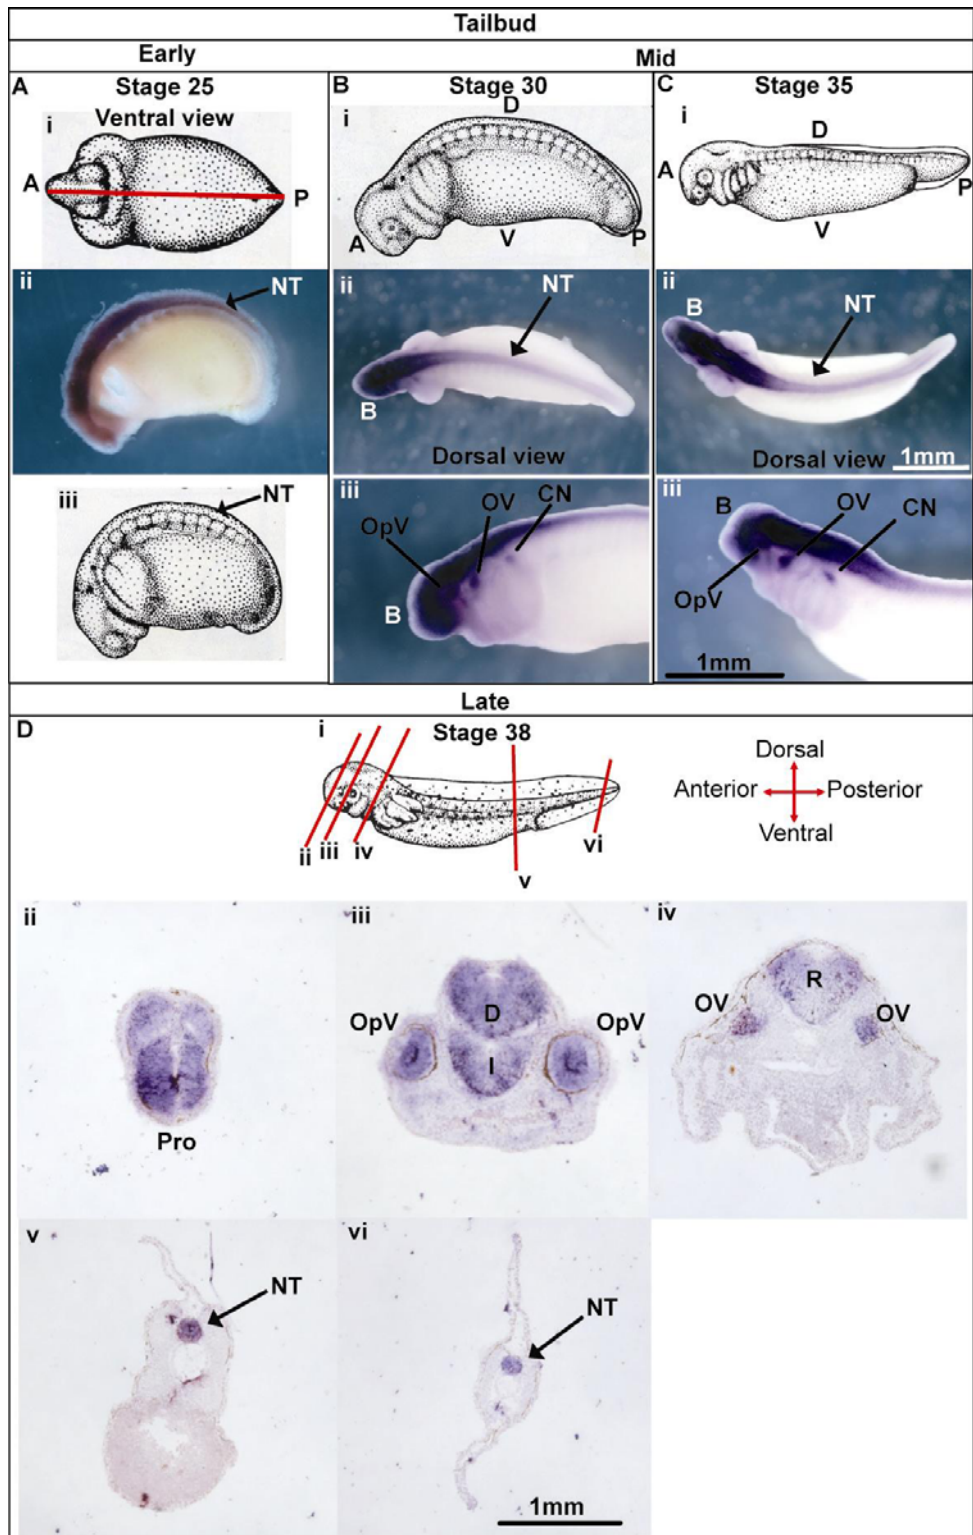 Tailbud
Early
Mid
A Stage 25
i Ventral view
A P
ii
NT
iii NT
B Stage 30
i D
A V P
ii NT
B
Dorsal view
iii
OpV OV CN
B
C Stage 35
i D
A
P
V
ii
B NT
Dorsal view 1mm
iii
B OV CN
OpV
1mm
Late
D i Stage 38
ii iii iv v vi
Dorsal
Anterior Posterior
Ventral
ii
Pro
iii
OpV D OpV
I
iv
R
OV OV
v
NT
vi
NT
1mm